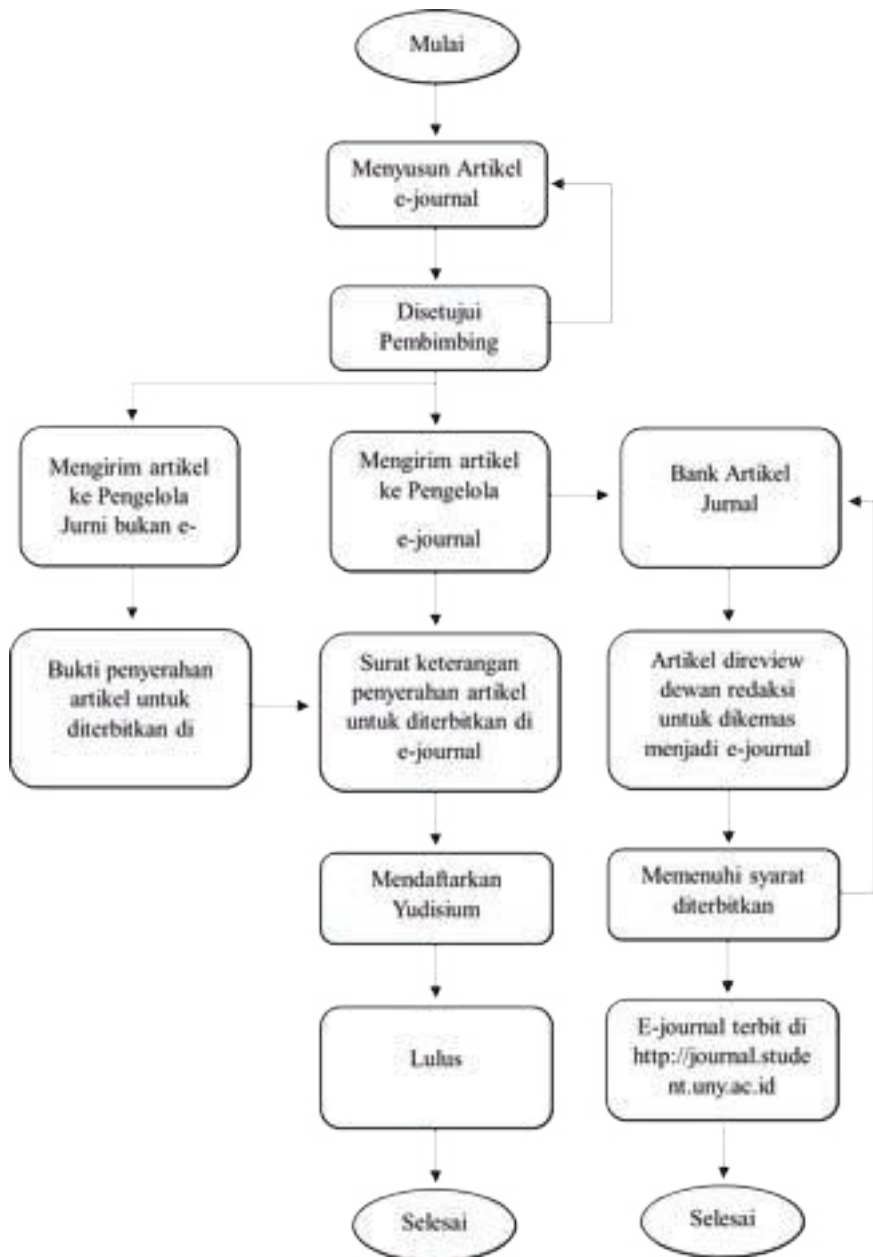 Mulai
Menyusun Artikel
e-journal
Disetujui
Pembimbing
Mengirim artikel
ke Pengelola
Jurni bukan e-
Mengirim artikel
ke Pengelola
e-journal
Bank Artikel
Jurnal
Bukti penyerahan
artikel untuk
diterbitkan di
Surat keterangan
penyerahan artikel
untuk diterbitkan di
e-journal
Artikel direview
dewan redaksi
untuk dikemas
menjadi e-journal
Mendaftarkan
Yudisium
Memenuhi syarat
diterbitkan
Lulus
E-journal terbit di
http://journal.stude
nt.uny.ac.id
Selesai
Selesai